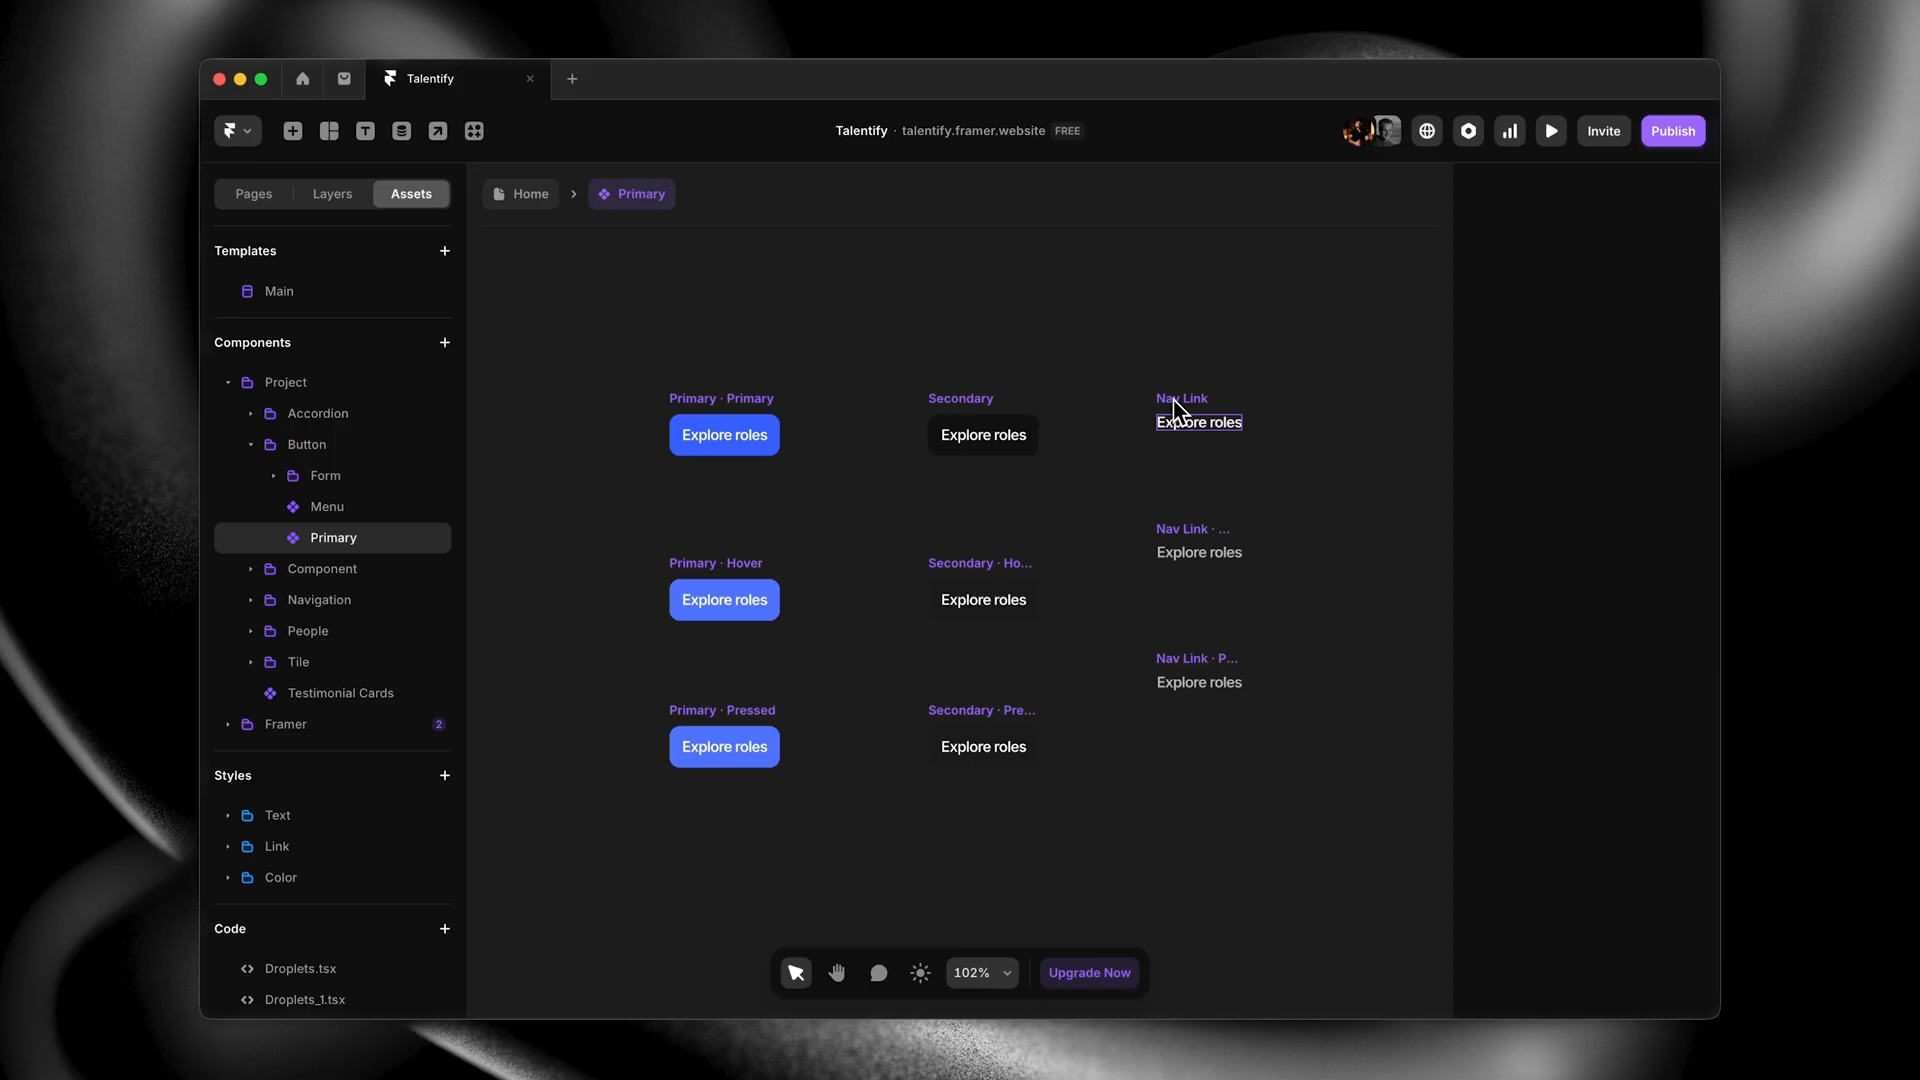 Talentify
Talentify · talentify.framer.website FREE
Invite
Publish
Pages
Layers
Assets
Home
Primary
Templates
Main
Components
Project
Accordion
Button
Form
Menu
Primary
Component
Navigation
People
Tile
Testimonial Cards
Framer
2
Styles
Text
Link
Color
Code
Droplets.tsx
Droplets_1.tsx
Primary · Primary
Explore roles
Secondary
Explore roles
Nav Link
Explore roles
Nav Link · ...
Explore roles
Primary · Hover
Explore roles
Secondary · Ho...
Explore roles
Nav Link · P...
Explore roles
Primary · Pressed
Explore roles
Secondary · Pre...
Explore roles
102%
Upgrade Now